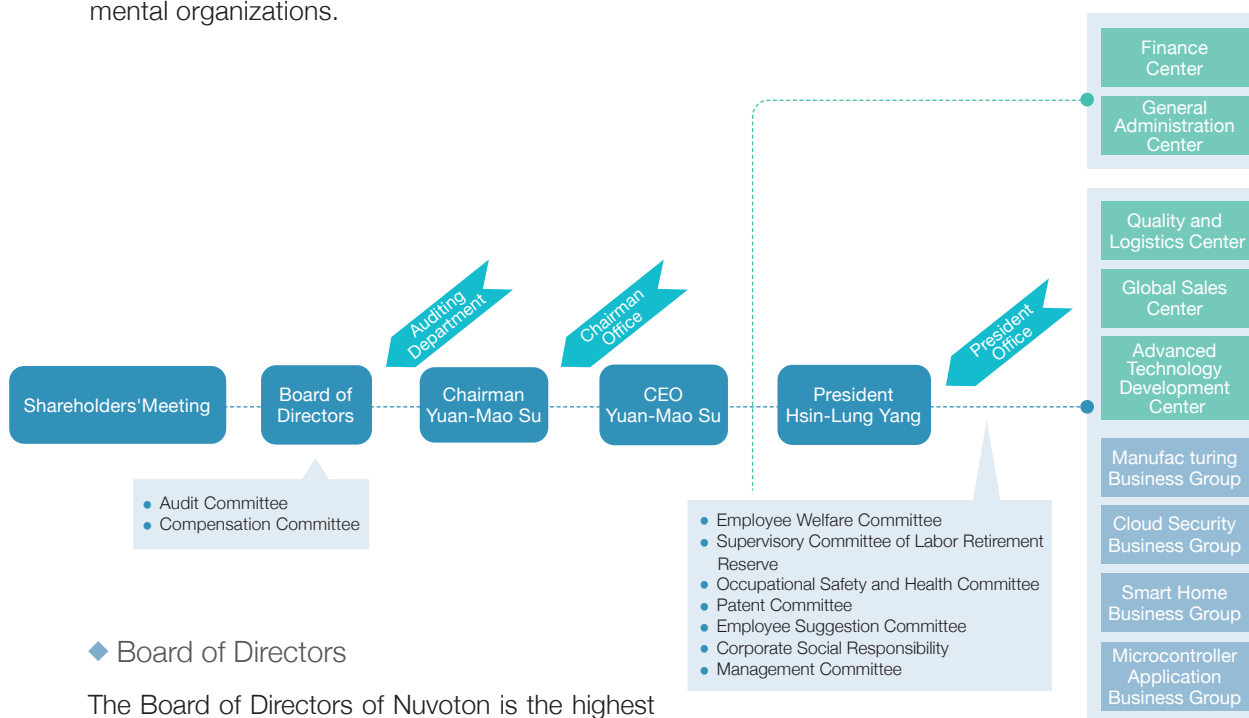 mental organizations.
Finance
Center
General
Administration
Center
Quality and
Logistics Center
Global Sales
Center
Advanced
Technology
Development
Center
Manufac turing
Business Group
Cloud Security
Business Group
Smart Home
Business Group
Microcontroller
Application
Business Group
Auditing
Department
Chairman
Office
President
Office
Shareholders'Meeting
Board of
Directors
Chairman
Yuan-Mao Su
CEO
Yuan-Mao Su
President
Hsin-Lung Yang
• Audit Committee
• Compensation Committee
• Employee Welfare Committee
• Supervisory Committee of Labor Retirement
Reserve
• Occupational Safety and Health Committee
• Patent Committee
• Employee Suggestion Committee
• Corporate Social Responsibility
• Management Committee
◆ Board of Directors
The Board of Directors of Nuvoton is the highest